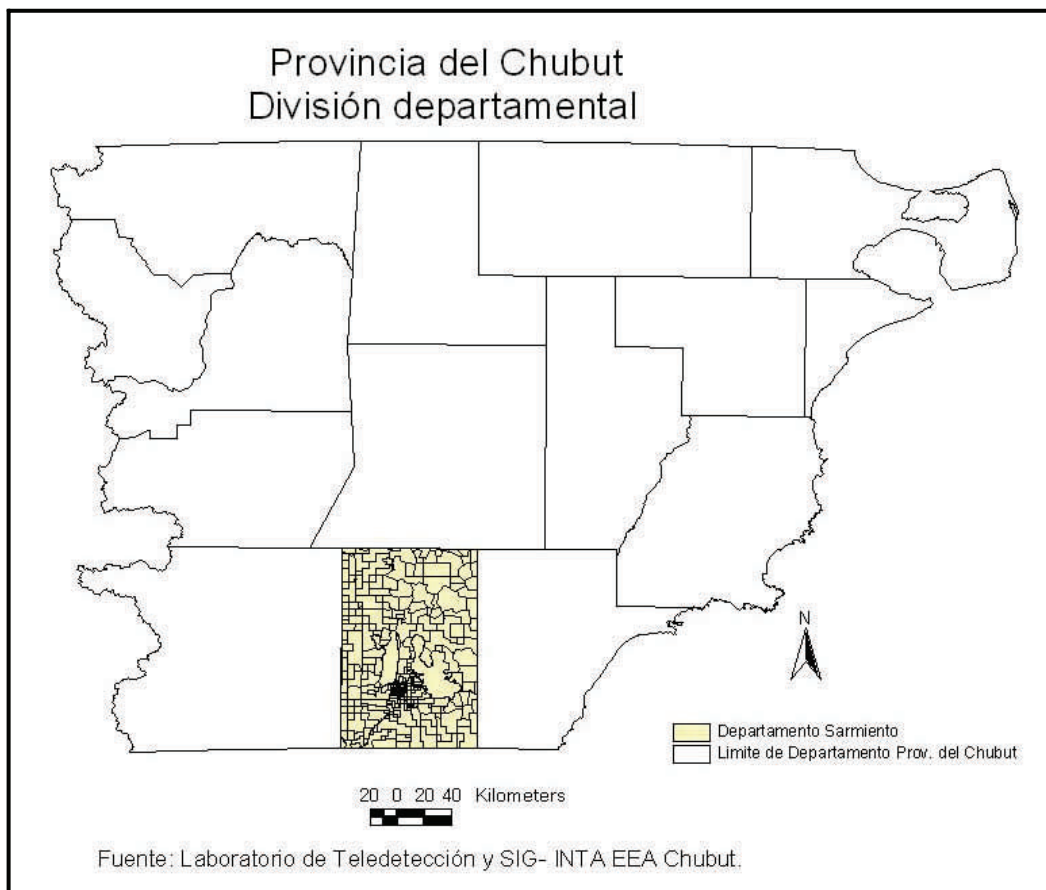 Provincia del Chubut
División departamental
N
Departamento Sarmiento
Limite de Departamento Prov. del Chubut
20 0 20 40 Kilometers
Fuente: Laboratorio de Teledetección y SIG- INTA EEA Chubut.